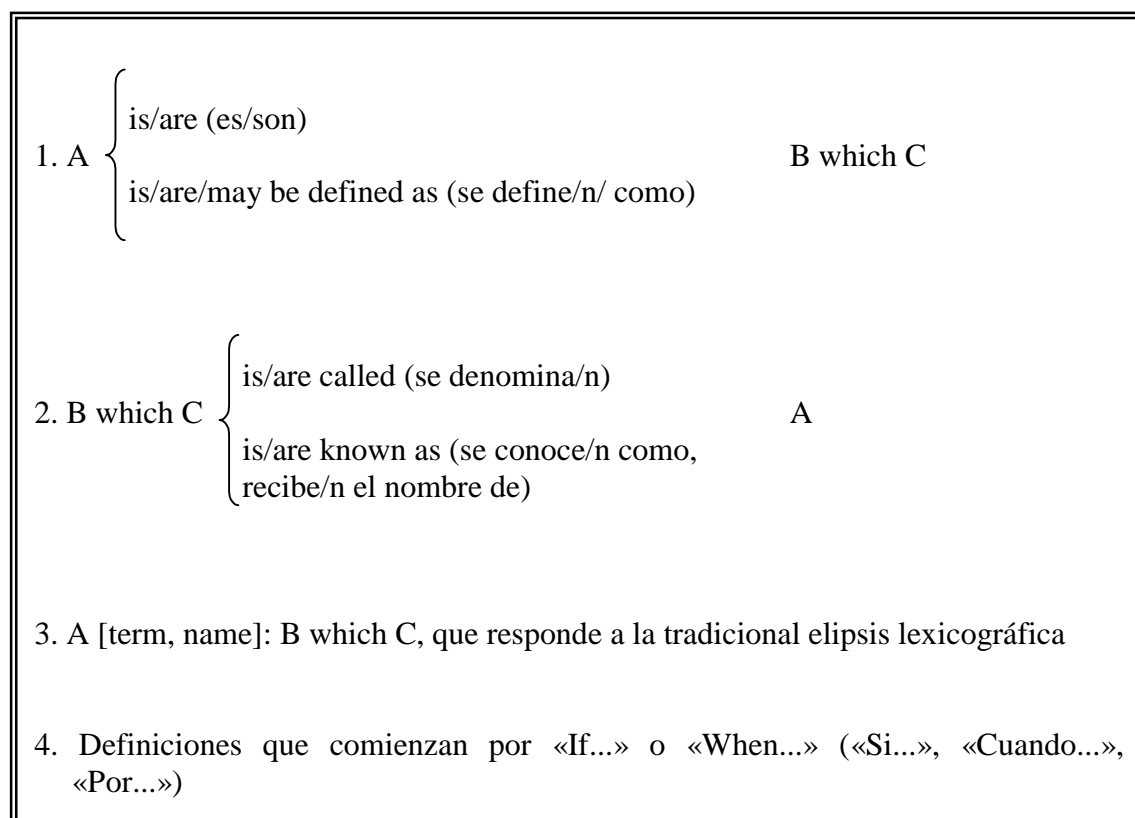 is/are (es/son)
1. A B which C
is/are/may be defined as (se define/n/ como)
is/are called (se denomina/n)
2. B which C A
is/are known as (se conoce/n como,
recibe/n el nombre de)
3. A [term, name]: B which C, que responde a la tradicional elipsis lexicográfica
4. Definiciones que comienzan por «If...» o «When...» («Si...», «Cuando...»,
«Por...»)